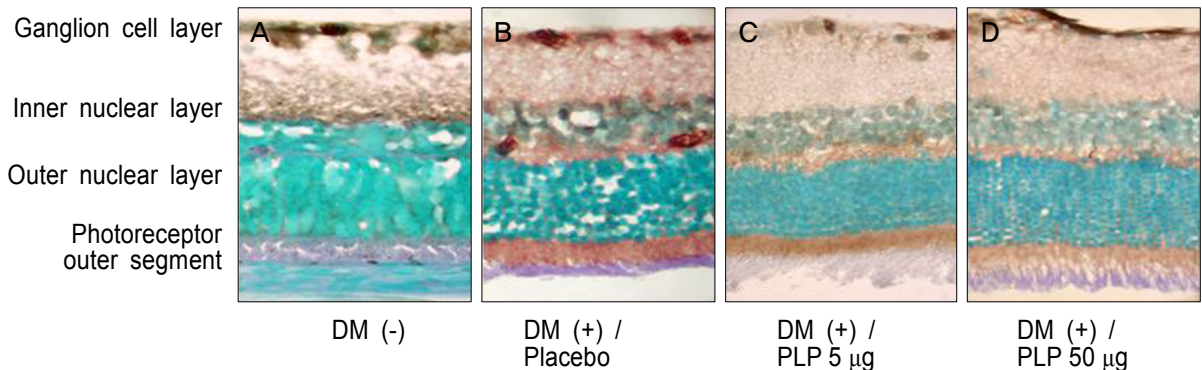 Ganglion cell layer
Inner nuclear layer
Outer nuclear layer
Photoreceptor
outer segment
A
B
C
D
DM (-)
DM (+) /
Placebo
DM (+) /
PLP 5 μg
DM (+) /
PLP 50 μg